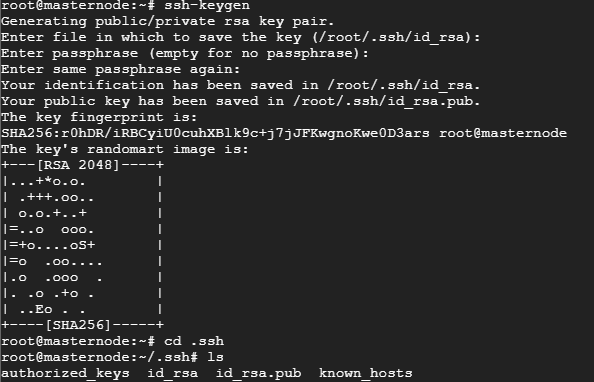 root@masternode:~# ssh-keygen
Generating public/private rsa key pair.
Enter file in which to save the key (/root/.ssh/id_rsa):
Enter passphrase (empty for no passphrase):
Enter same passphrase again:
Your identification has been saved in /root/.ssh/id_rsa.
Your public key has been saved in /root/.ssh/id_rsa.pub.
The key fingerprint is:
SHA256:r0hDR/iRBCyiU0cuhXBlk9c+j7jJFKwgnoKwe0D3ars root@masternode
The key's randomart image is:
+---[RSA 2048]----+
|...+*o.o.        |
| .+++.oo..       |
| o.o.+..+        |
|=..o  ooo.       |
|=+o....oS+       |
|=o  .oo....      |
|.o  .ooo  .      |
|. .o .+o .       |
| ..Eo . .        |
+----[SHA256]-----+
root@masternode:~# cd .ssh
root@masternode:~/.ssh# ls
authorized_keys  id_rsa  id_rsa.pub  known_hosts